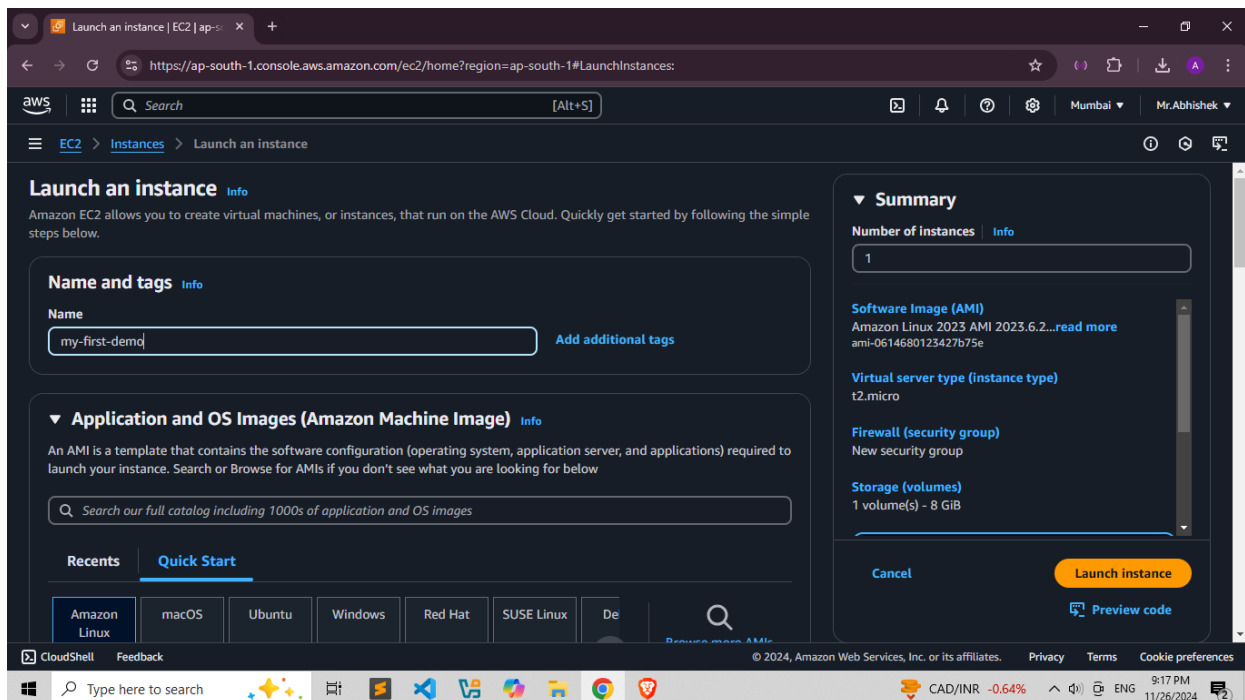 Launch an instance | EC2 | ap-so
https://ap-south-1.console.aws.amazon.com/ec2/home?region=ap-south-1#LaunchInstances:
A
aws
Search [Alt+S]
Mumbai
Mr.Abhishek
EC2 > Instances > Launch an instance
Launch an instance Info
Amazon EC2 allows you to create virtual machines, or instances, that run on the AWS Cloud. Quickly get started by following the simple
steps below.
Name and tags Info
Name
my-first-demo
Add additional tags
Application and OS Images (Amazon Machine Image) Info
An AMI is a template that contains the software configuration (operating system, application server, and applications) required to
launch your instance. Search or Browse for AMIs if you don't see what you are looking for below
Search our full catalog including 1000s of application and OS images
Recents
Quick Start
Amazon
Linux
macOS
Ubuntu
Windows
Red Hat
SUSE Linux
De
Browse more AMIs
Summary
Number of instances Info
1
Software Image (AMI)
Amazon Linux 2023 AMI 2023.6.2...read more
ami-0614680123427b75e
Virtual server type (instance type)
t2.micro
Firewall (security group)
New security group
Storage (volumes)
1 volume(s) - 8 GiB
Cancel
Launch instance
Preview code
CloudShell
Feedback
© 2024, Amazon Web Services, Inc. or its affiliates.
Privacy
Terms
Cookie preferences
Type here to search
CAD/INR -0.64%
ENG
9:17 PM
11/26/2024
2